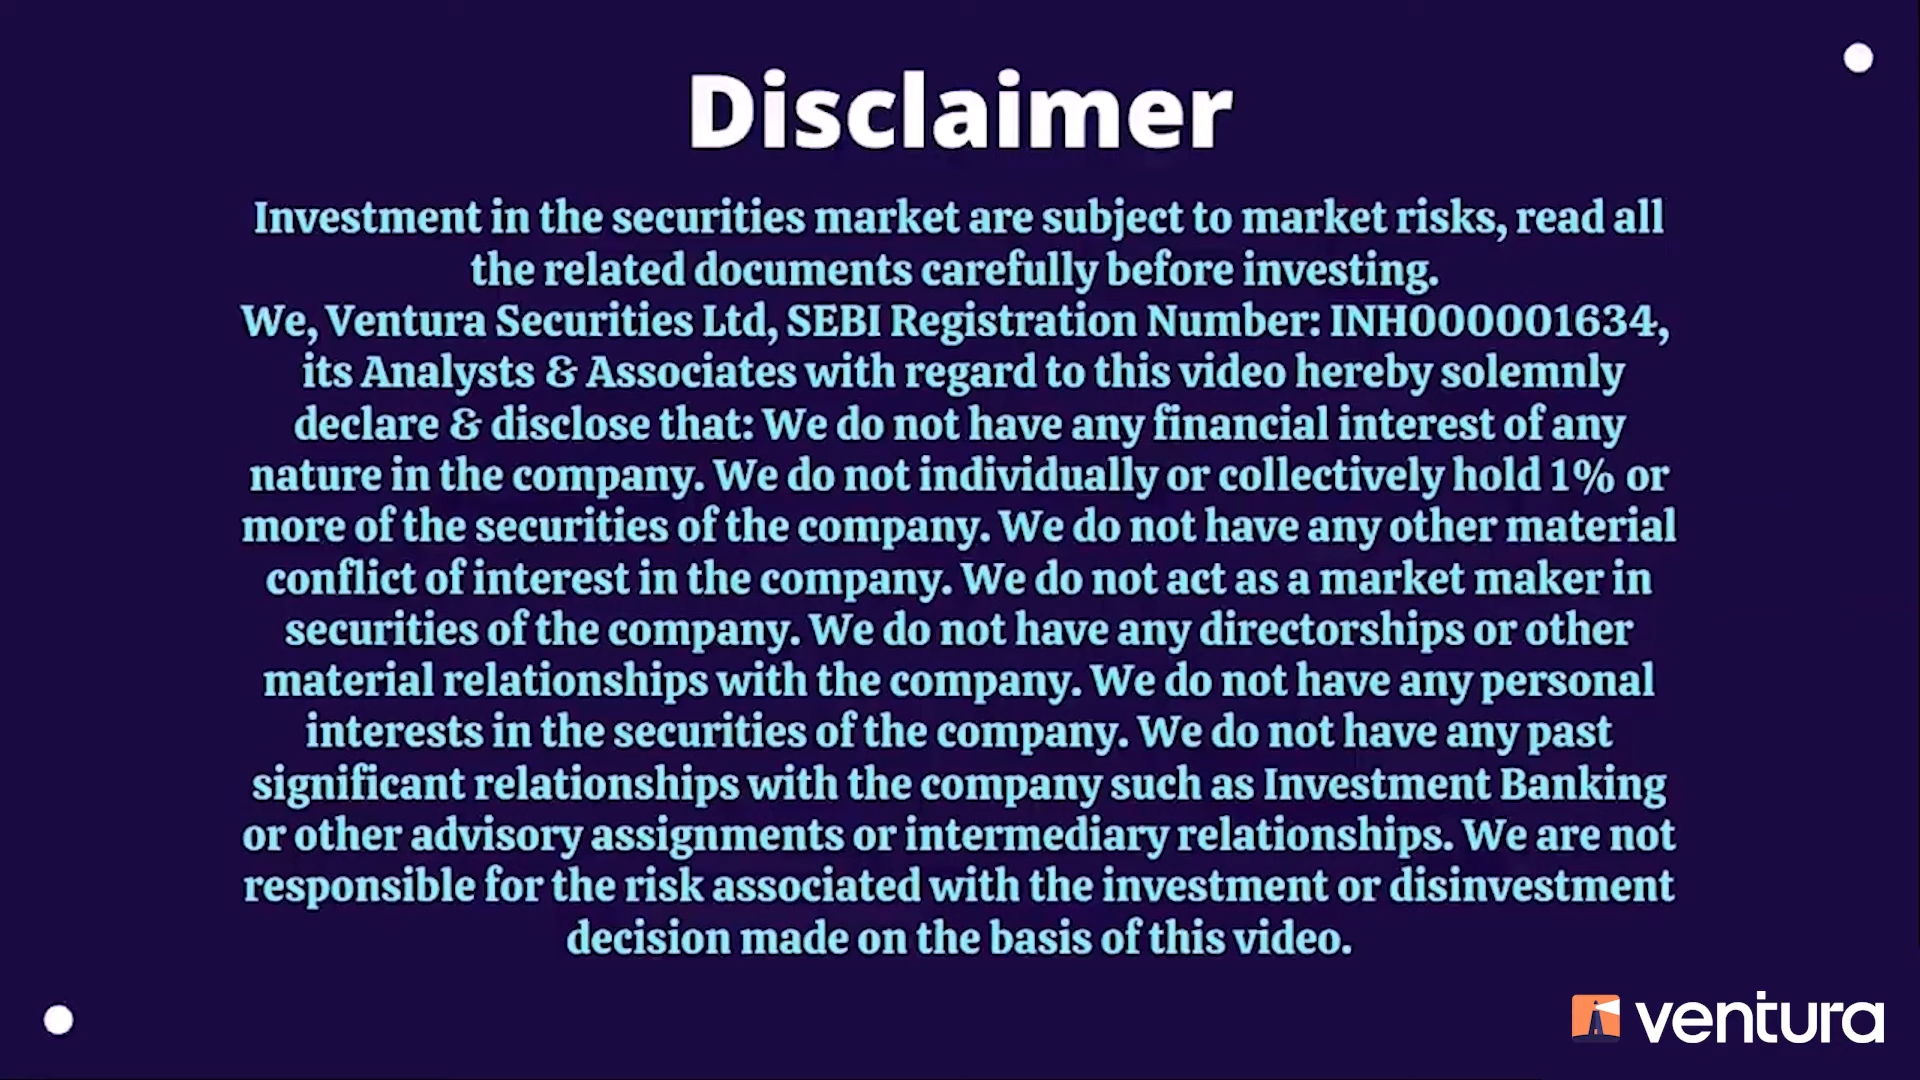 Disclaimer
Investment in the securities market are subject to market risks, read all
the related documents carefully before investing.
We, Ventura Securities Ltd, SEBI Registration Number: INH000001634,
its Analysts & Associates with regard to this video hereby solemnly
declare & disclose that: We do not have any financial interest of any
nature in the company. We do not individually or collectively hold 1% or
more of the securities of the company. We do not have any other material
conflict of interest in the company. We do not act as a market maker in
securities of the company. We do not have any directorships or other
material relationships with the company. We do not have any personal
interests in the securities of the company. We do not have any past
significant relationships with the company such as Investment Banking
or other advisory assignments or intermediary relationships. We are not
responsible for the risk associated with the investment or disinvestment
decision made on the basis of this video.
ventura